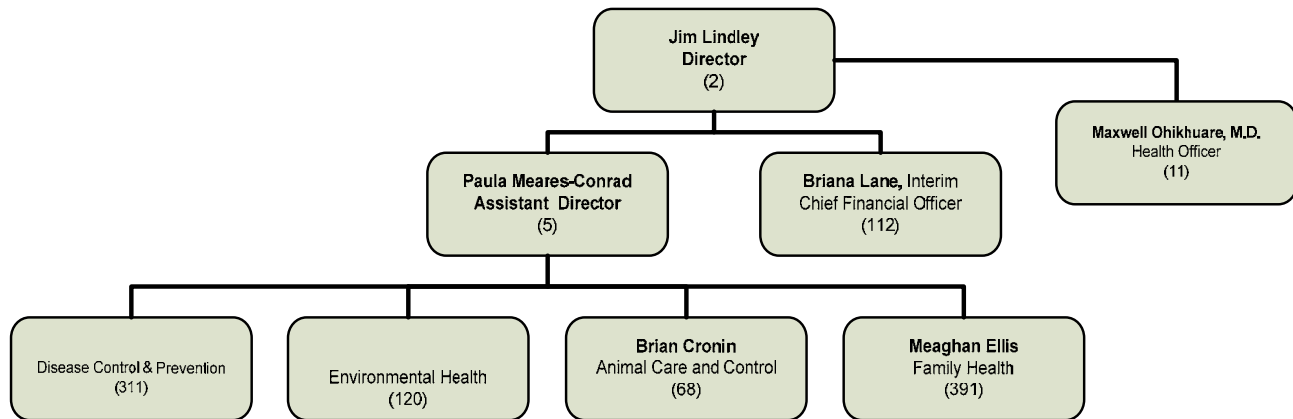 Jim Lindley
Director
(2)
Maxwell Ohikhuare, M.D.
Health Officer
(11)
Paula Meares-Conrad
Assistant Director
(5)
Briana Lane, Interim
Chief Financial Officer
(112)
Disease Control & Prevention
(311)
Environmental Health
(120)
Brian Cronin
Animal Care and Control
(68)
Meaghan Ellis
Family Health
(391)